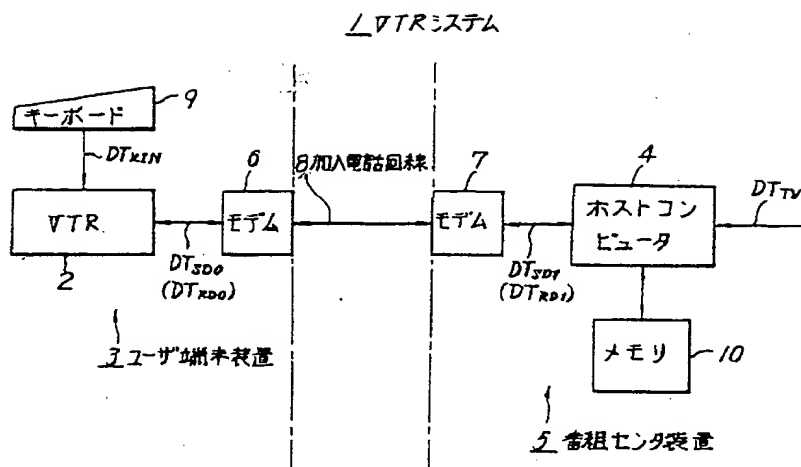 1 VTRシステム
キーボード
9
DTKIN
VTR
2
DTSD0
(DTRD0)
6
モデム
8加入電話回線
7
モデム
DTSD1
(DTRD1)
4
ホストコン
ピュータ
DTTV
メモリ
10
3 ユーザ端末装置
5 番組センタ装置